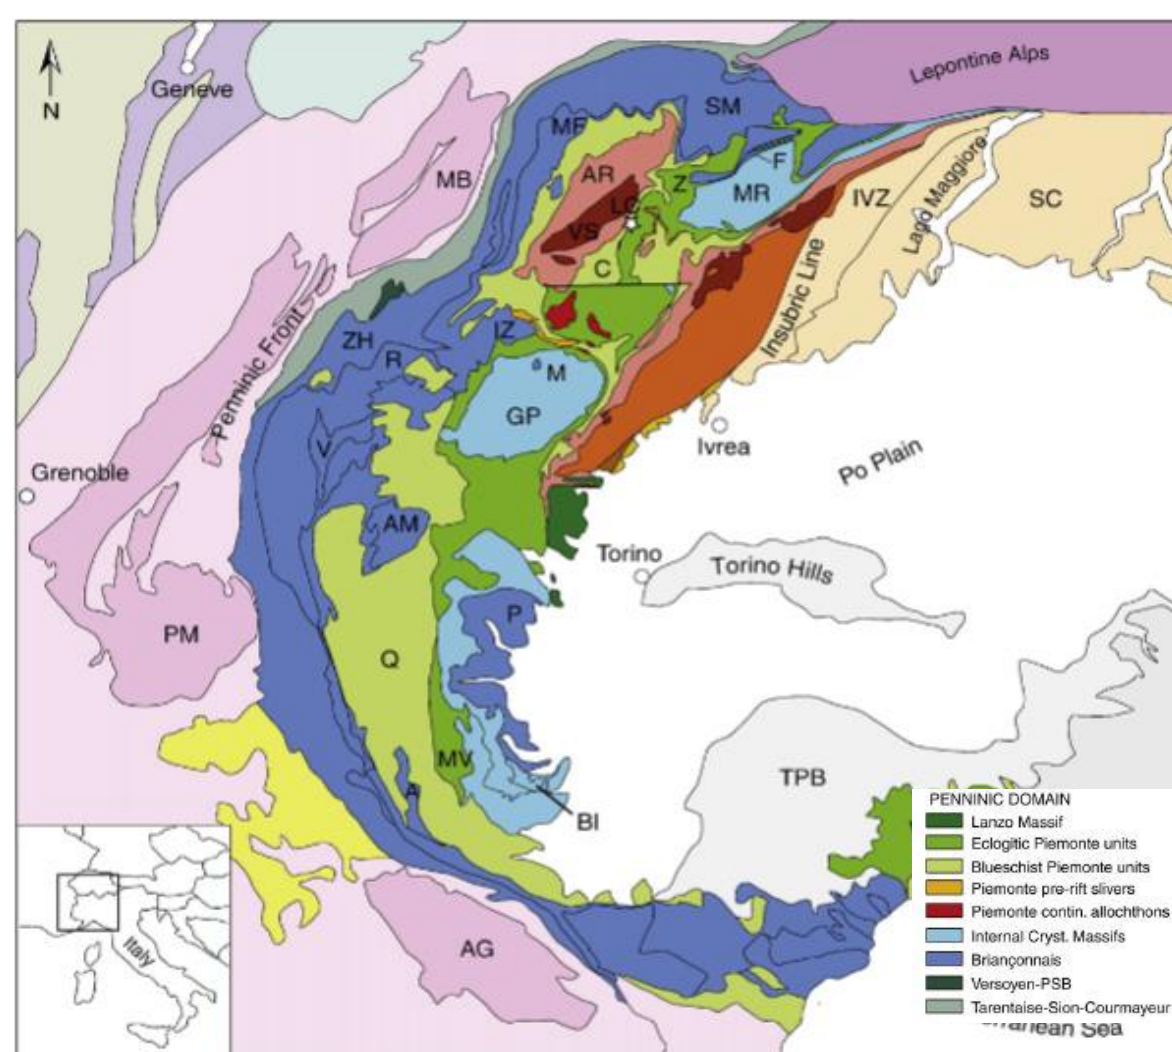 Lepontine Alps
Geneve
N
SM
MF
F
AR
MB
Z
MR
IVZ
Lago Maggiore
SC
LC
VS
C
Insubric Line
Penninic Front
ZH
IZ
R
M
GP
Ivrea
V
Po Plain
Grenoble
AM
Torino
Torino Hills
P
PM
Q
MV
TPB
A
BI
AG
Italy
PENNINIC DOMAIN
Lanzo Massif
Eclogitic Piemonte units
Blueschist Piemonte units
Piemonte pre-rift slivers
Piemonte contin. allochthons
Internal Cryst. Massifs
Briançonnais
Versoyen-PSB
Tarentaise-Sion-Courmayeur
Sea